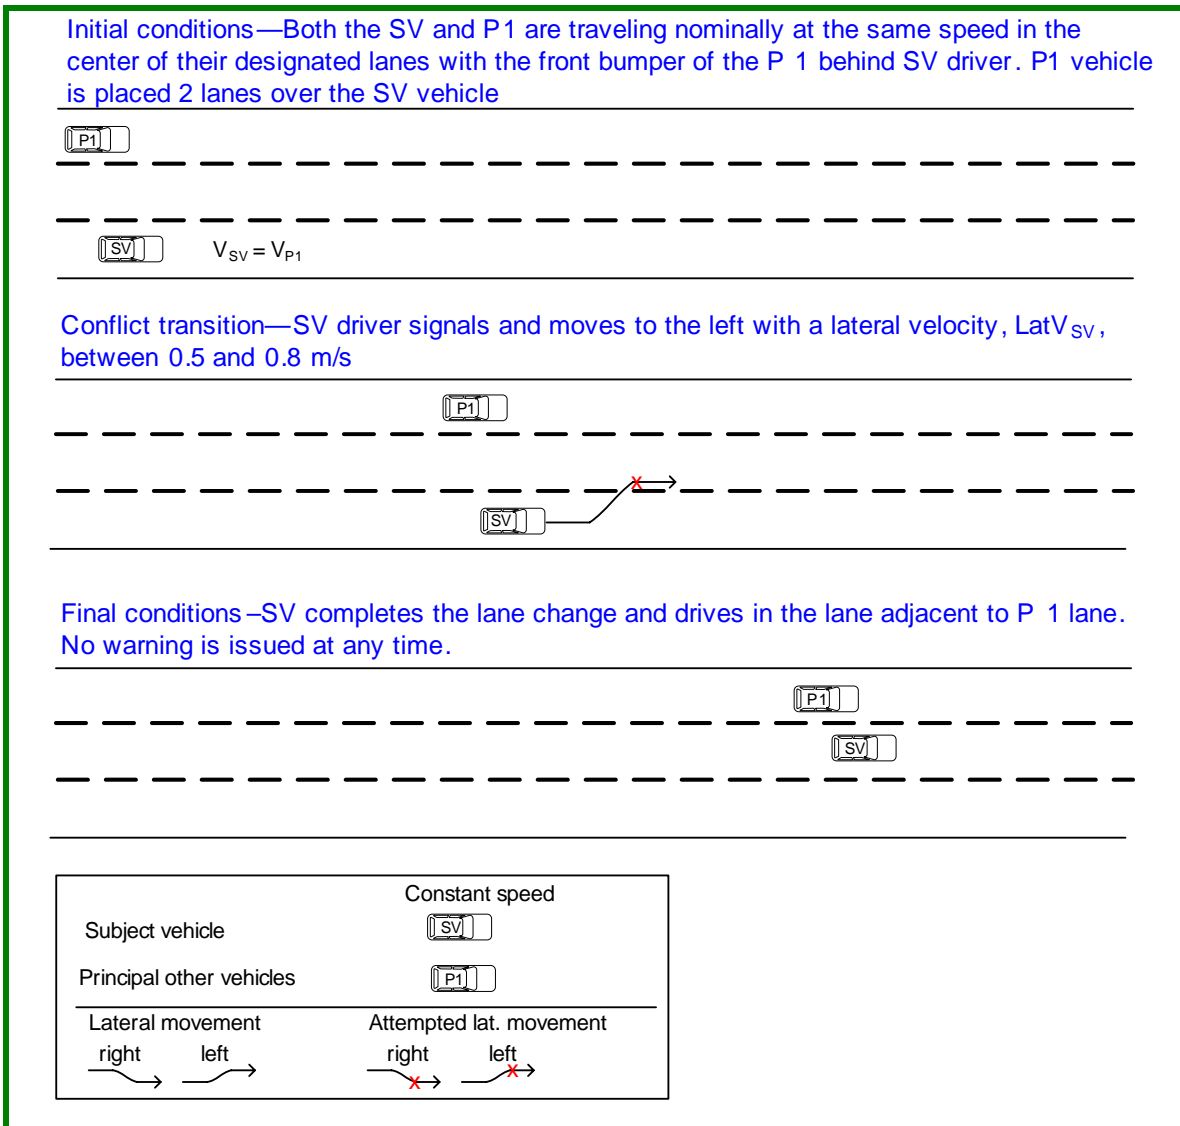 Initial conditions—Both the SV and P1 are traveling nominally at the same speed in the
center of their designated lanes with the front bumper of the P 1 behind SV driver. P1 vehicle
is placed 2 lanes over the SV vehicle
P1
SV
V_SV = V_P1
Conflict transition—SV driver signals and moves to the left with a lateral velocity, LatV_SV,
between 0.5 and 0.8 m/s
P1
x
SV
Final conditions–SV completes the lane change and drives in the lane adjacent to P 1 lane.
No warning is issued at any time.
P1
SV
Constant speed
Subject vehicle
SV
Principal other vehicles
P1
Lateral movement
Attempted lat. movement
right left
right left
x x